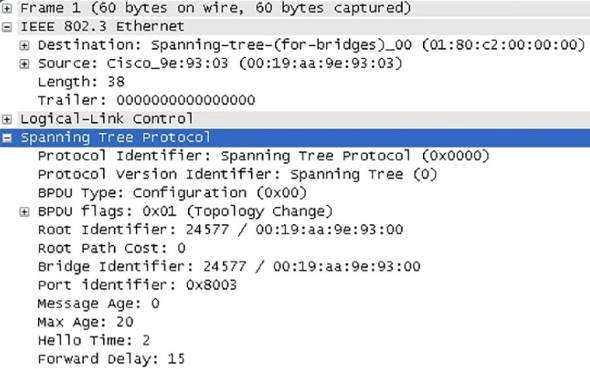 Frame 1 (60 bytes on wire, 60 bytes captured)
IEEE 802.3 Ethernet
Destination: Spanning-tree-(for-bridges)_00 (01:80:c2:00:00:00)
Source: Cisco_9e:93:03 (00:19:aa:9e:93:03)
Length: 38
Trailer: 0000000000000000
Logical-Link Control
Spanning Tree Protocol
Protocol Identifier: Spanning Tree Protocol (0x0000)
Protocol Version Identifier: Spanning Tree (0)
BPDU Type: Configuration (0x00)
BPDU flags: 0x01 (Topology Change)
Root Identifier: 24577 / 00:19:aa:9e:93:00
Root Path Cost: 0
Bridge Identifier: 24577 / 00:19:aa:9e:93:00
Port identifier: 0x8003
Message Age: 0
Max Age: 20
Hello Time: 2
Forward Delay: 15